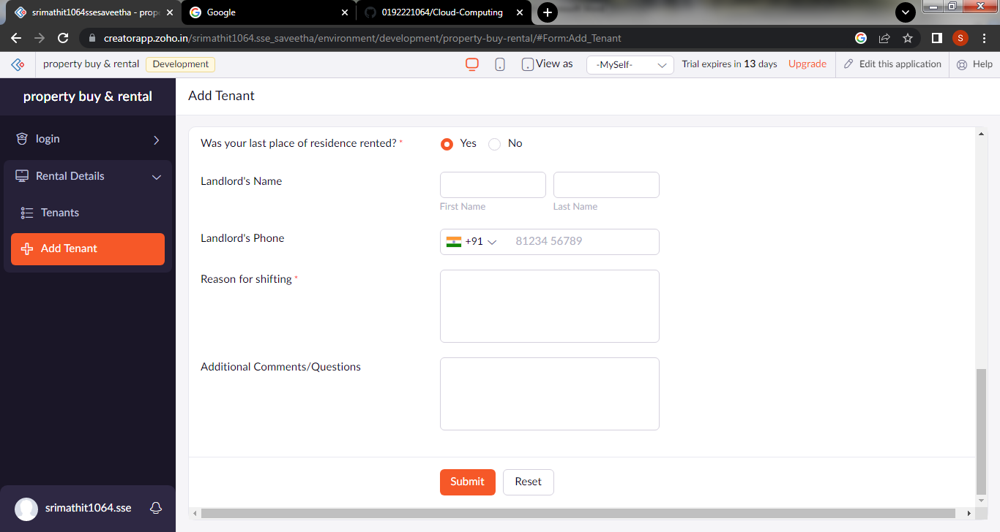 srimathit1064ssesaveetha - prop
Google
0192221064/Cloud-Computing
creatorapp.zoho.in/srimathit1064.sse_saveetha/environment/development/property-buy-rental/#Form:Add_Tenant
S
property buy & rental
Development
View as
-MySelf-
Trial expires in 13 days
Upgrade
Edit this application
Help
property buy & rental
Add Tenant
login
Rental Details
Tenants
Add Tenant
Was your last place of residence rented? *
Yes
No
Landlord's Name
First Name
Last Name
Landlord's Phone
+91
81234 56789
Reason for shifting *
Additional Comments/Questions
Submit
Reset
srimathit1064.sse